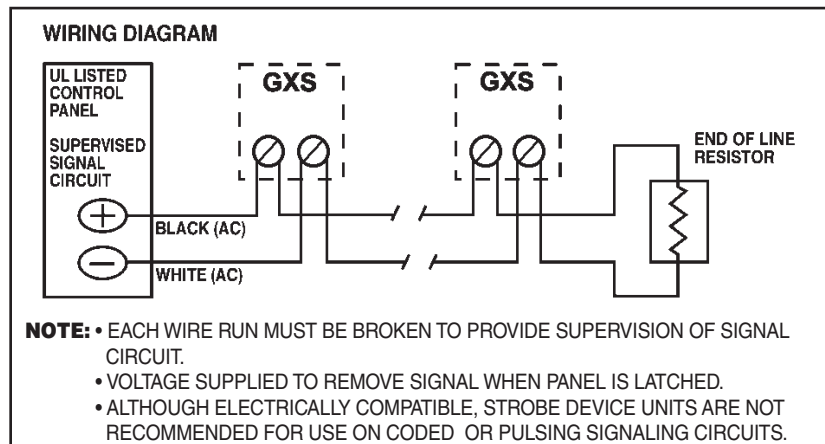 WIRING DIAGRAM
UL LISTED
CONTROL
PANEL
SUPERVISED
SIGNAL
CIRCUIT
+
BLACK (AC)
−
WHITE (AC)
GXS
GXS
END OF LINE
RESISTOR
NOTE: • EACH WIRE RUN MUST BE BROKEN TO PROVIDE SUPERVISION OF SIGNAL
CIRCUIT.
• VOLTAGE SUPPLIED TO REMOVE SIGNAL WHEN PANEL IS LATCHED.
• ALTHOUGH ELECTRICALLY COMPATIBLE, STROBE DEVICE UNITS ARE NOT
RECOMMENDED FOR USE ON CODED OR PULSING SIGNALING CIRCUITS.